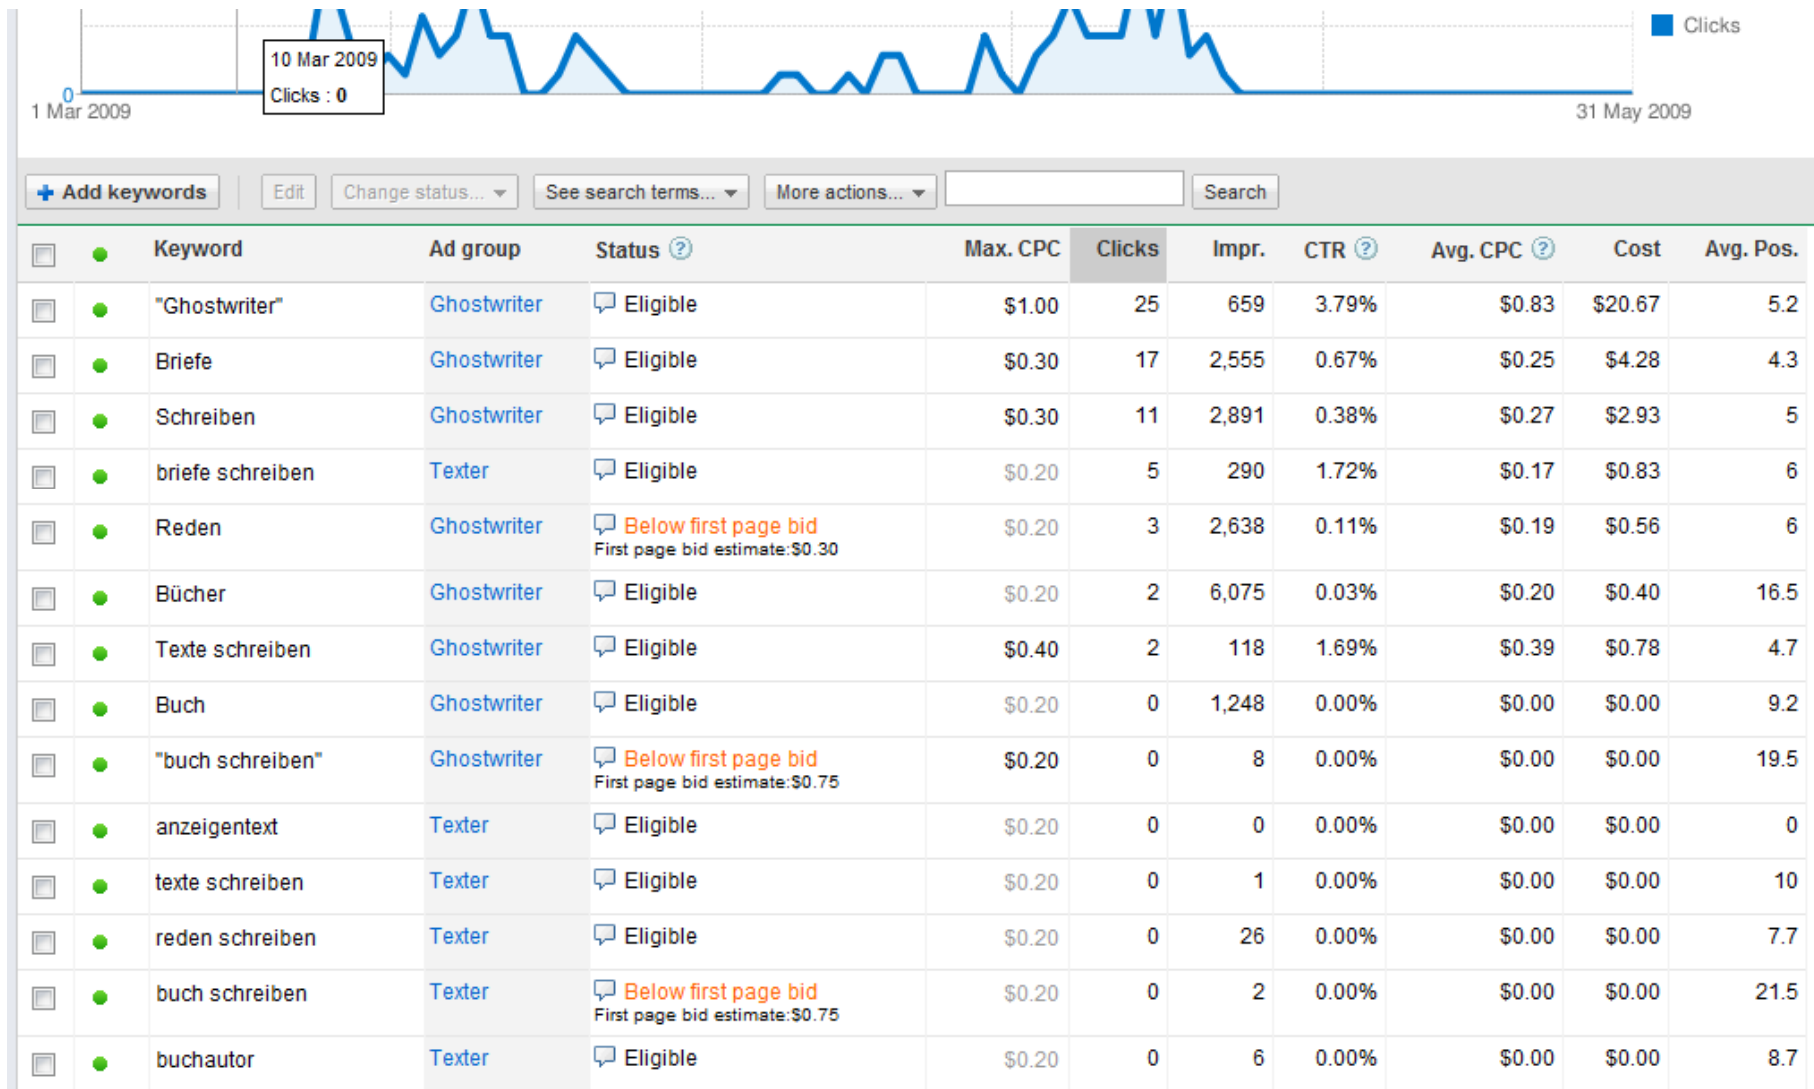 Clicks
10 Mar 2009
Clicks : 0
0
1 Mar 2009
31 May 2009
Add keywords Edit Change status... See search terms... More actions... Search
Keyword Ad group Status ? Max. CPC Clicks Impr. CTR ? Avg. CPC ? Cost Avg. Pos.
"Ghostwriter" Ghostwriter Eligible $1.00 25 659 3.79% $0.83 $20.67 5.2
Briefe Ghostwriter Eligible $0.30 17 2,555 0.67% $0.25 $4.28 4.3
Schreiben Ghostwriter Eligible $0.30 11 2,891 0.38% $0.27 $2.93 5
briefe schreiben Texter Eligible $0.20 5 290 1.72% $0.17 $0.83 6
Reden Ghostwriter Below first page bid $0.20 3 2,638 0.11% $0.19 $0.56 6
First page bid estimate:$0.30
Bücher Ghostwriter Eligible $0.20 2 6,075 0.03% $0.20 $0.40 16.5
Texte schreiben Ghostwriter Eligible $0.40 2 118 1.69% $0.39 $0.78 4.7
Buch Ghostwriter Eligible $0.20 0 1,248 0.00% $0.00 $0.00 9.2
"buch schreiben" Ghostwriter Below first page bid $0.20 0 8 0.00% $0.00 $0.00 19.5
First page bid estimate:$0.75
anzeigentext Texter Eligible $0.20 0 0 0.00% $0.00 $0.00 0
texte schreiben Texter Eligible $0.20 0 1 0.00% $0.00 $0.00 10
reden schreiben Texter Eligible $0.20 0 26 0.00% $0.00 $0.00 7.7
buch schreiben Texter Below first page bid $0.20 0 2 0.00% $0.00 $0.00 21.5
First page bid estimate:$0.75
buchautor Texter Eligible $0.20 0 6 0.00% $0.00 $0.00 8.7